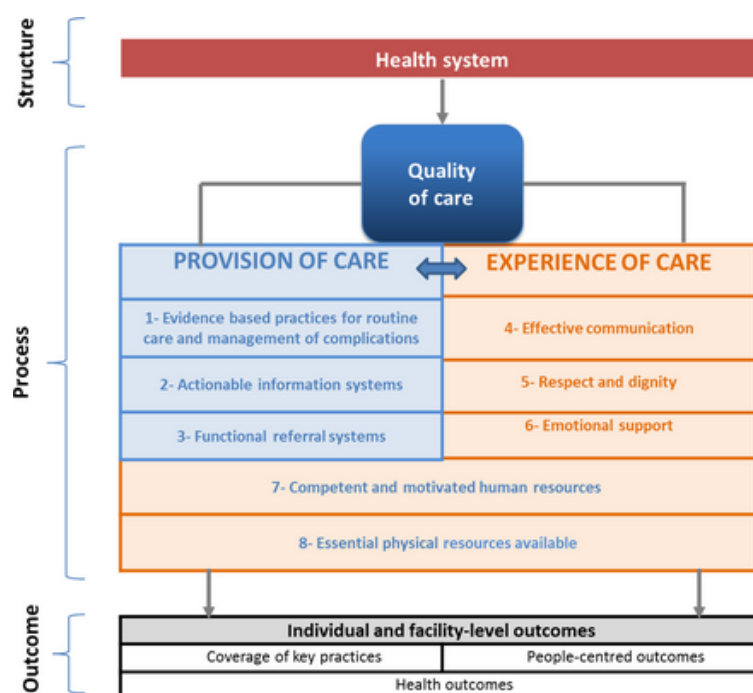 Structure
Health system
Quality
of care
Process
PROVISION OF CARE
EXPERIENCE OF CARE
1- Evidence based practices for routine
care and management of complications
4- Effective communication
2- Actionable information systems
5- Respect and dignity
3- Functional referral systems
6- Emotional support
7- Competent and motivated human resources
8- Essential physical resources available
Outcome
Individual and facility-level outcomes
Coverage of key practices
People-centred outcomes
Health outcomes